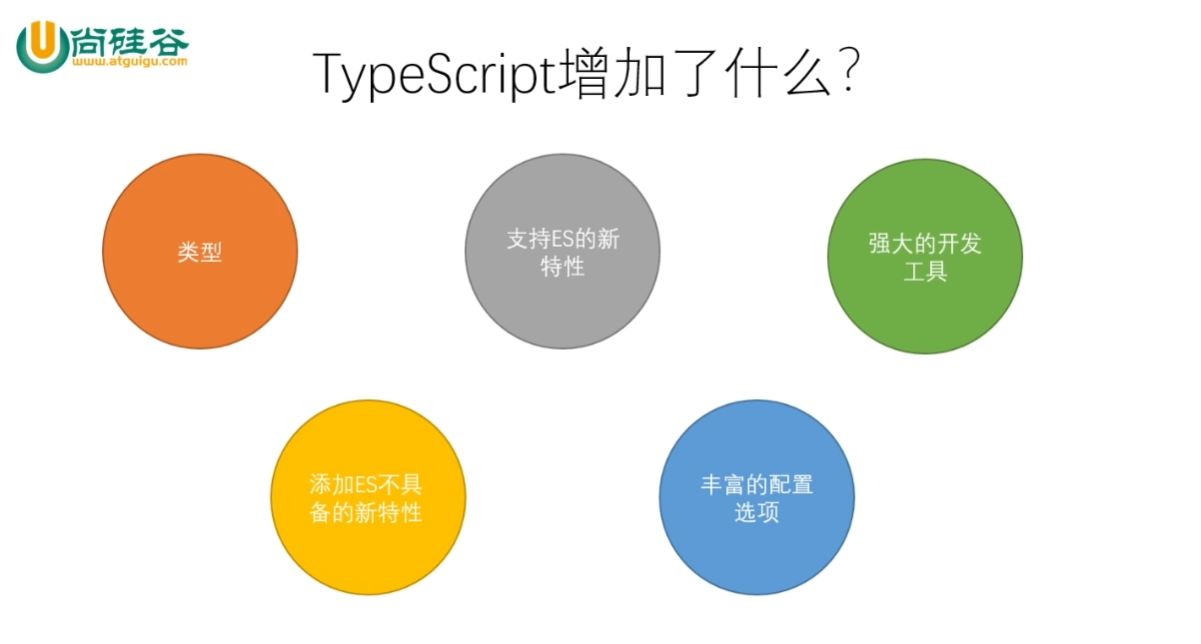 尚硅谷
www.atguigu.com
TypeScript增加了什么？
类型
支持ES的新
特性
强大的开发
工具
添加ES不具
备的新特性
丰富的配置
选项